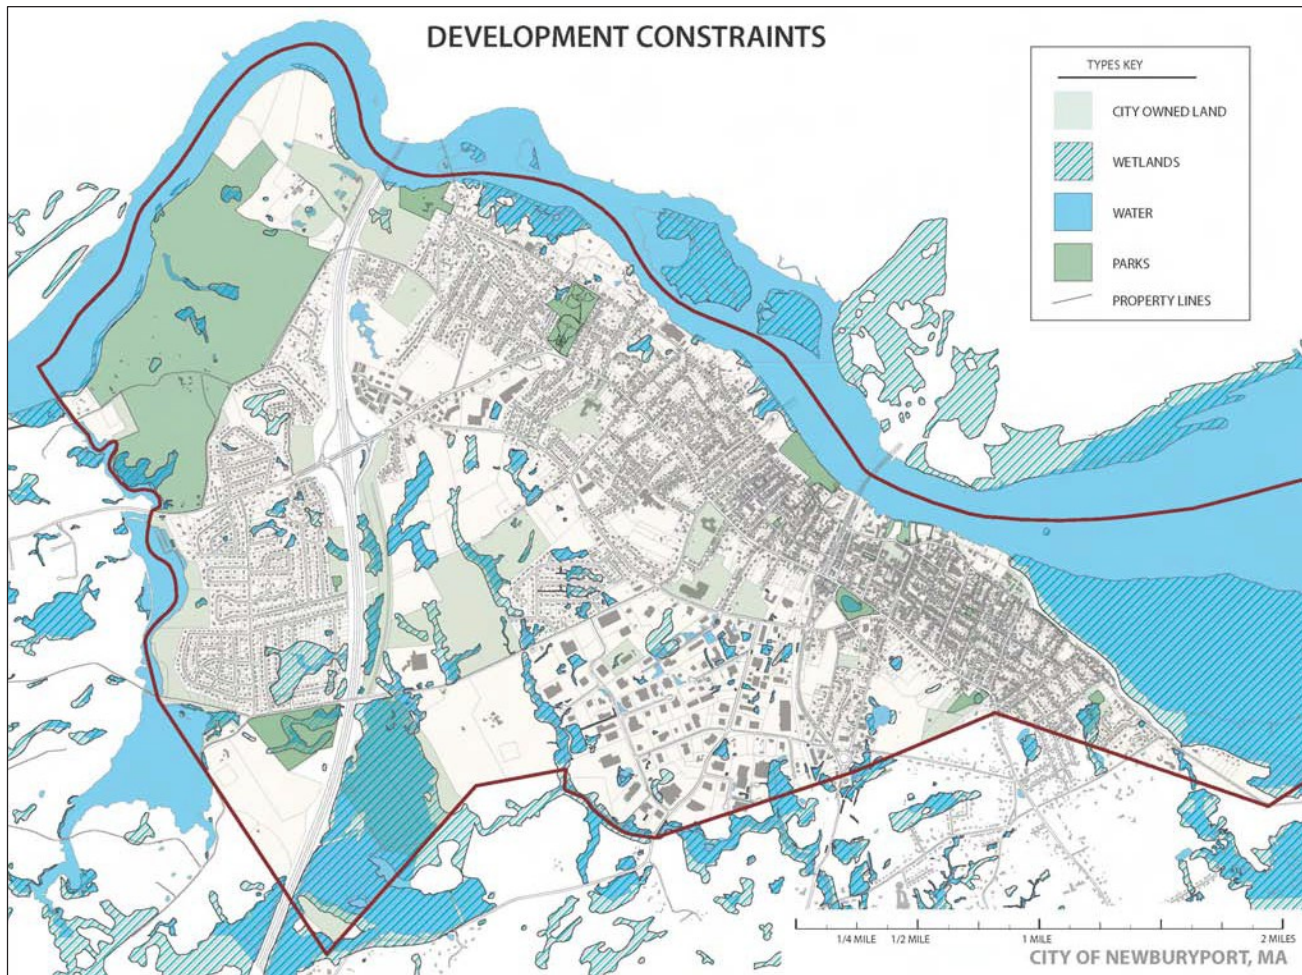 DEVELOPMENT CONSTRAINTS
TYPES KEY
CITY OWNED LAND
WETLANDS
WATER
PARKS
PROPERTY LINES
1/4 MILE 1/2 MILE 1 MILE 2 MILES
CITY OF NEWBURYPORT, MA